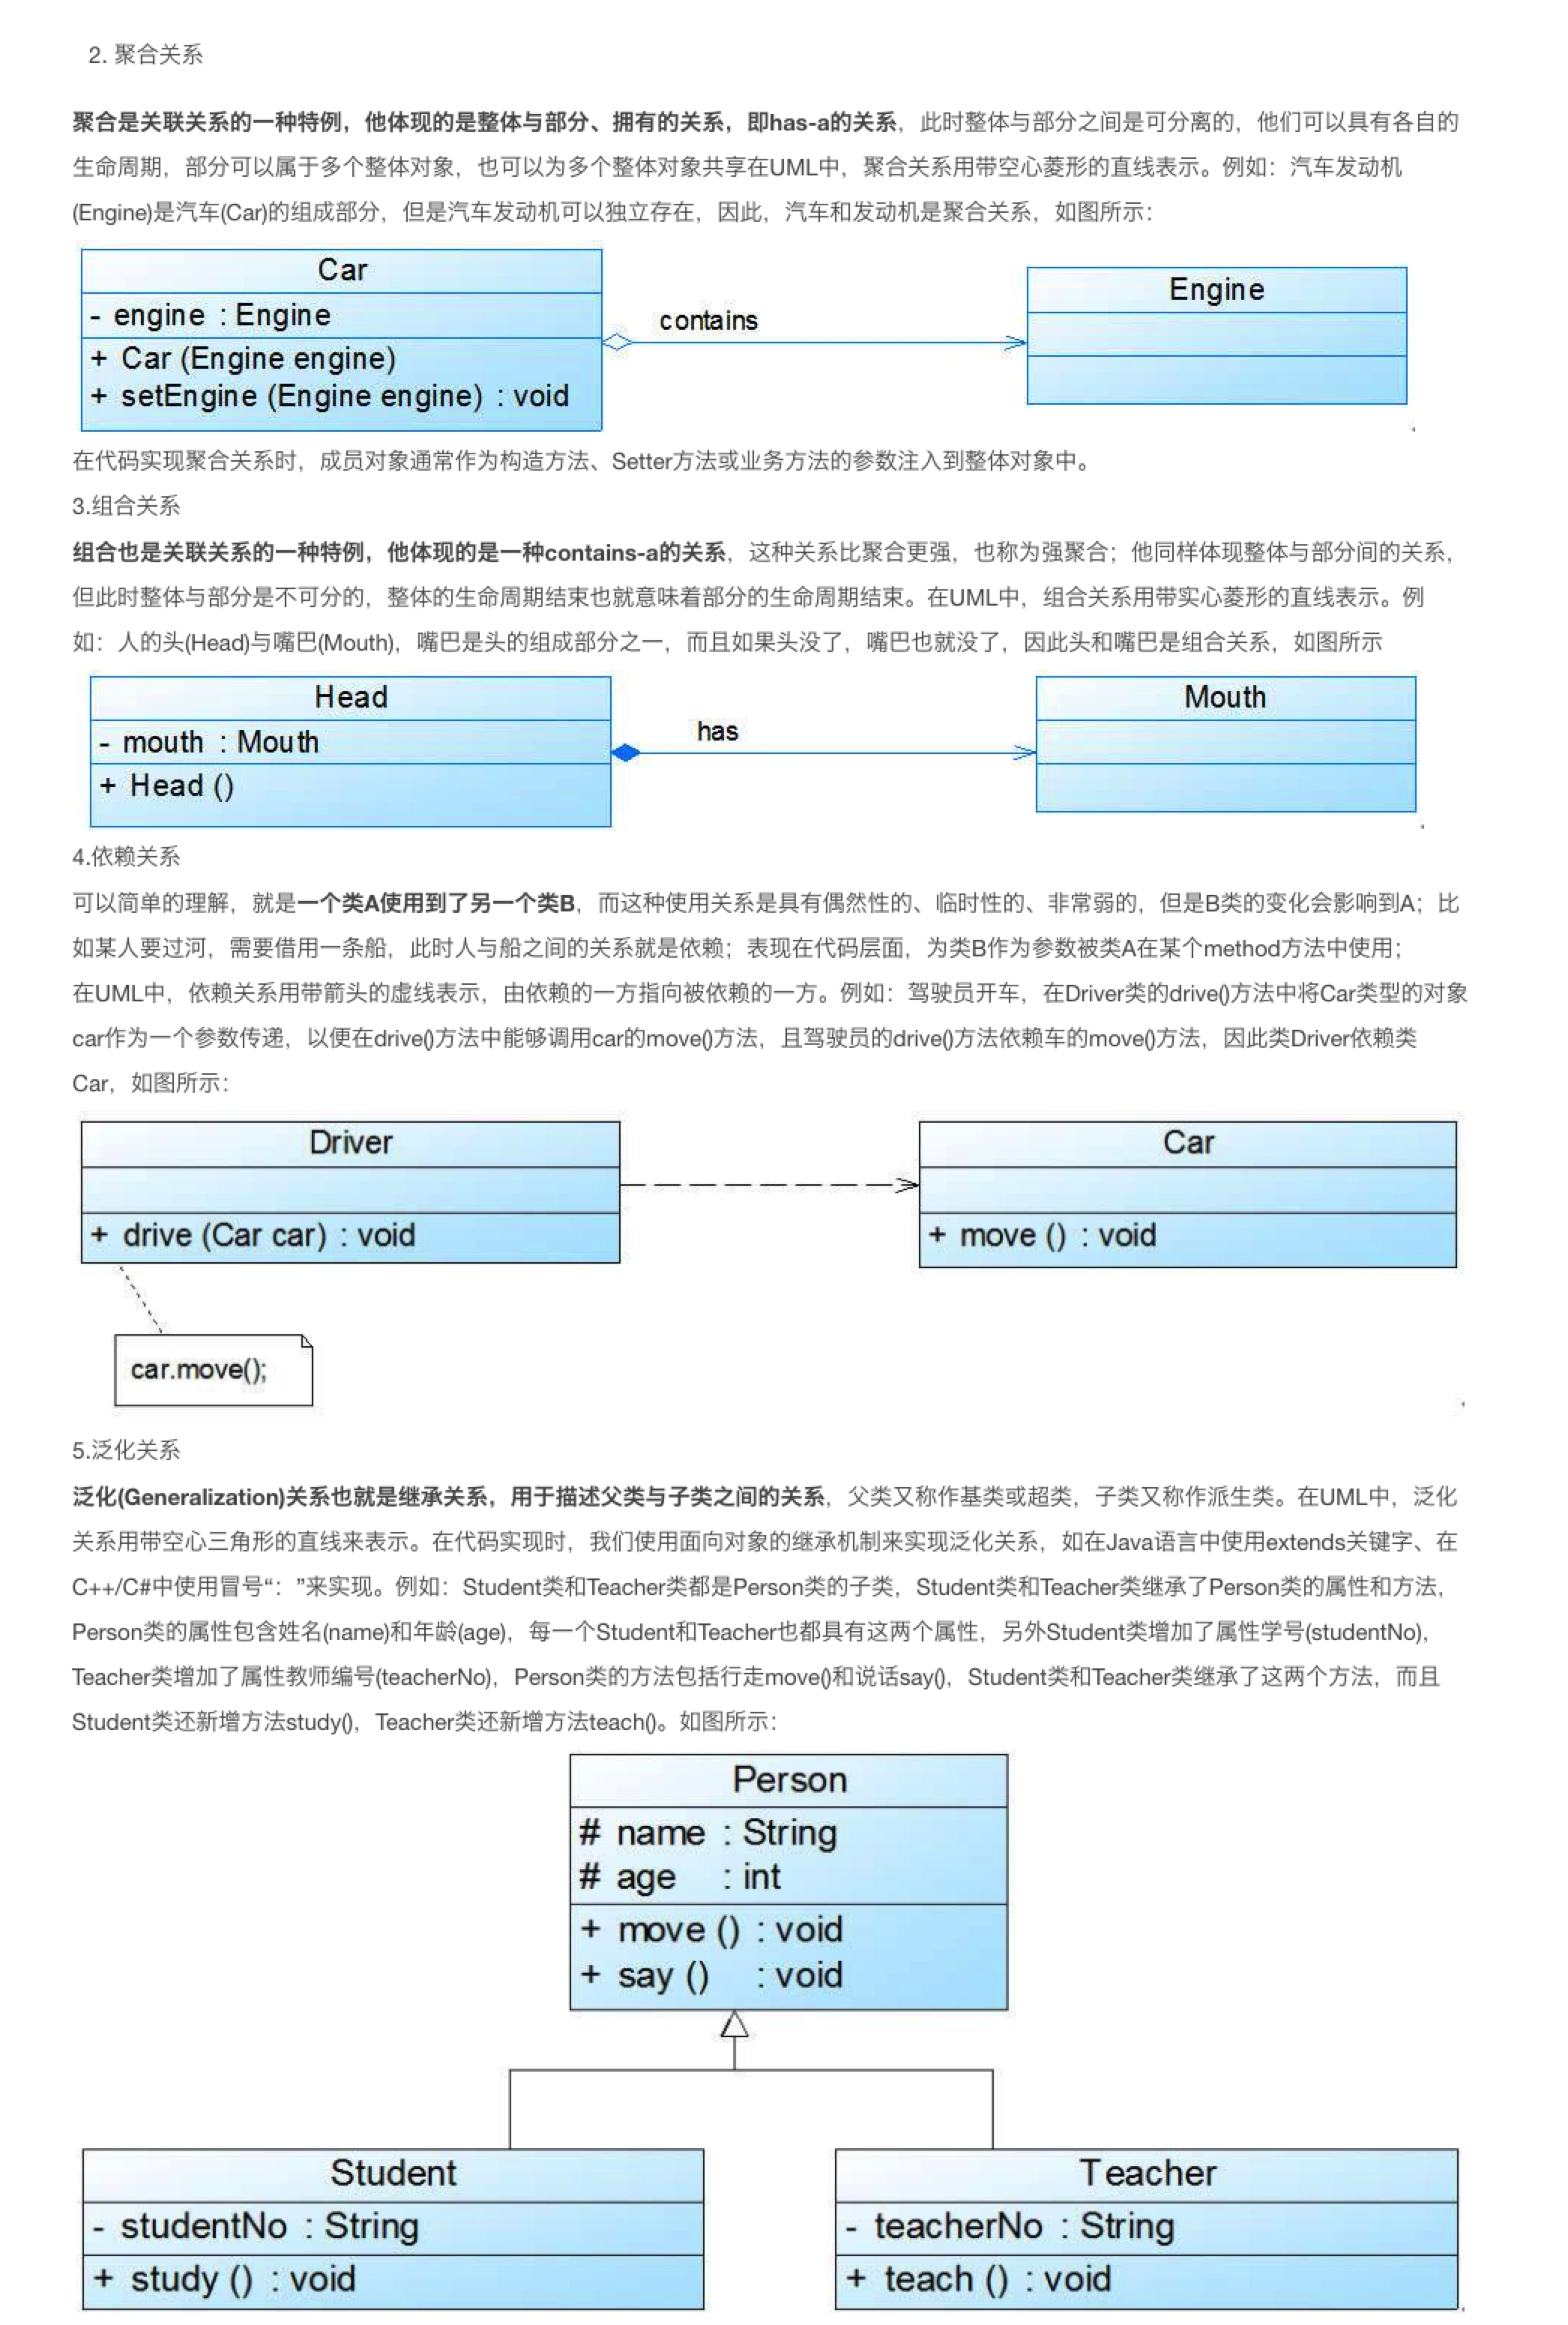 2. 聚合关系
聚合是关联关系的一种特例，他体现的是整体与部分、拥有的关系，即has-a的关系，此时整体与部分之间是可分离的，他们可以具有各自的
生命周期，部分可以属于多个整体对象，也可以为多个整体对象共享在UML中，聚合关系用带空心菱形的直线表示。例如：汽车发动机
(Engine)是汽车(Car)的组成部分，但是汽车发动机可以独立存在，因此，汽车和发动机是聚合关系，如图所示：
Car
- engine : Engine
+ Car (Engine engine)
+ setEngine (Engine engine) : void
contains
Engine
在代码实现聚合关系时，成员对象通常作为构造方法、Setter方法或业务方法的参数注入到整体对象中。
3.组合关系
组合也是关联关系的一种特例，他体现的是一种contains-a的关系，这种关系比聚合更强，也称为强聚合；他同样体现整体与部分间的关系，
但此时整体与部分是不可分的，整体的生命周期结束也就意味着部分的生命周期结束。在UML中，组合关系用带实心菱形的直线表示。例
如：人的头(Head)与嘴巴(Mouth)，嘴巴是头的组成部分之一，而且如果头没了，嘴巴也就没了，因此头和嘴巴是组合关系，如图所示
Head
- mouth : Mouth
+ Head ()
has
Mouth
4.依赖关系
可以简单的理解，就是一个类A使用到了另一个类B，而这种使用关系是具有偶然性的、临时性的、非常弱的，但是B类的变化会影响到A；比
如某人要过河，需要借用一条船，此时人与船之间的关系就是依赖；表现在代码层面，为类B作为参数被类A在某个method方法中使用；
在UML中，依赖关系用带箭头的虚线表示，由依赖的一方指向被依赖的一方。例如：驾驶员开车，在Driver类的drive()方法中将Car类型的对象
car作为一个参数传递，以便在drive()方法中能够调用car的move()方法，且驾驶员的drive()方法依赖车的move()方法，因此类Driver依赖类
Car，如图所示：
Driver
+ drive (Car car) : void
Car
+ move () : void
car.move();
5.泛化关系
泛化(Generalization)关系也就是继承关系，用于描述父类与子类之间的关系，父类又称作基类或超类，子类又称作派生类。在UML中，泛化
关系用带空心三角形的直线来表示。在代码实现时，我们使用面向对象的继承机制来实现泛化关系，如在Java语言中使用extends关键字、在
C++/C#中使用冒号“：”来实现。例如：Student类和Teacher类都是Person类的子类，Student类和Teacher类继承了Person类的属性和方法，
Person类的属性包含姓名(name)和年龄(age)，每一个Student和Teacher也都具有这两个属性，另外Student类增加了属性学号(studentNo)，
Teacher类增加了属性教师编号(teacherNo)，Person类的方法包括行走move()和说话say()，Student类和Teacher类继承了这两个方法，而且
Student类还新增方法study()，Teacher类还新增方法teach()。如图所示：
Person
# name : String
# age : int
+ move () : void
+ say () : void
Student
- studentNo : String
+ study () : void
Teacher
- teacherNo : String
+ teach () : void